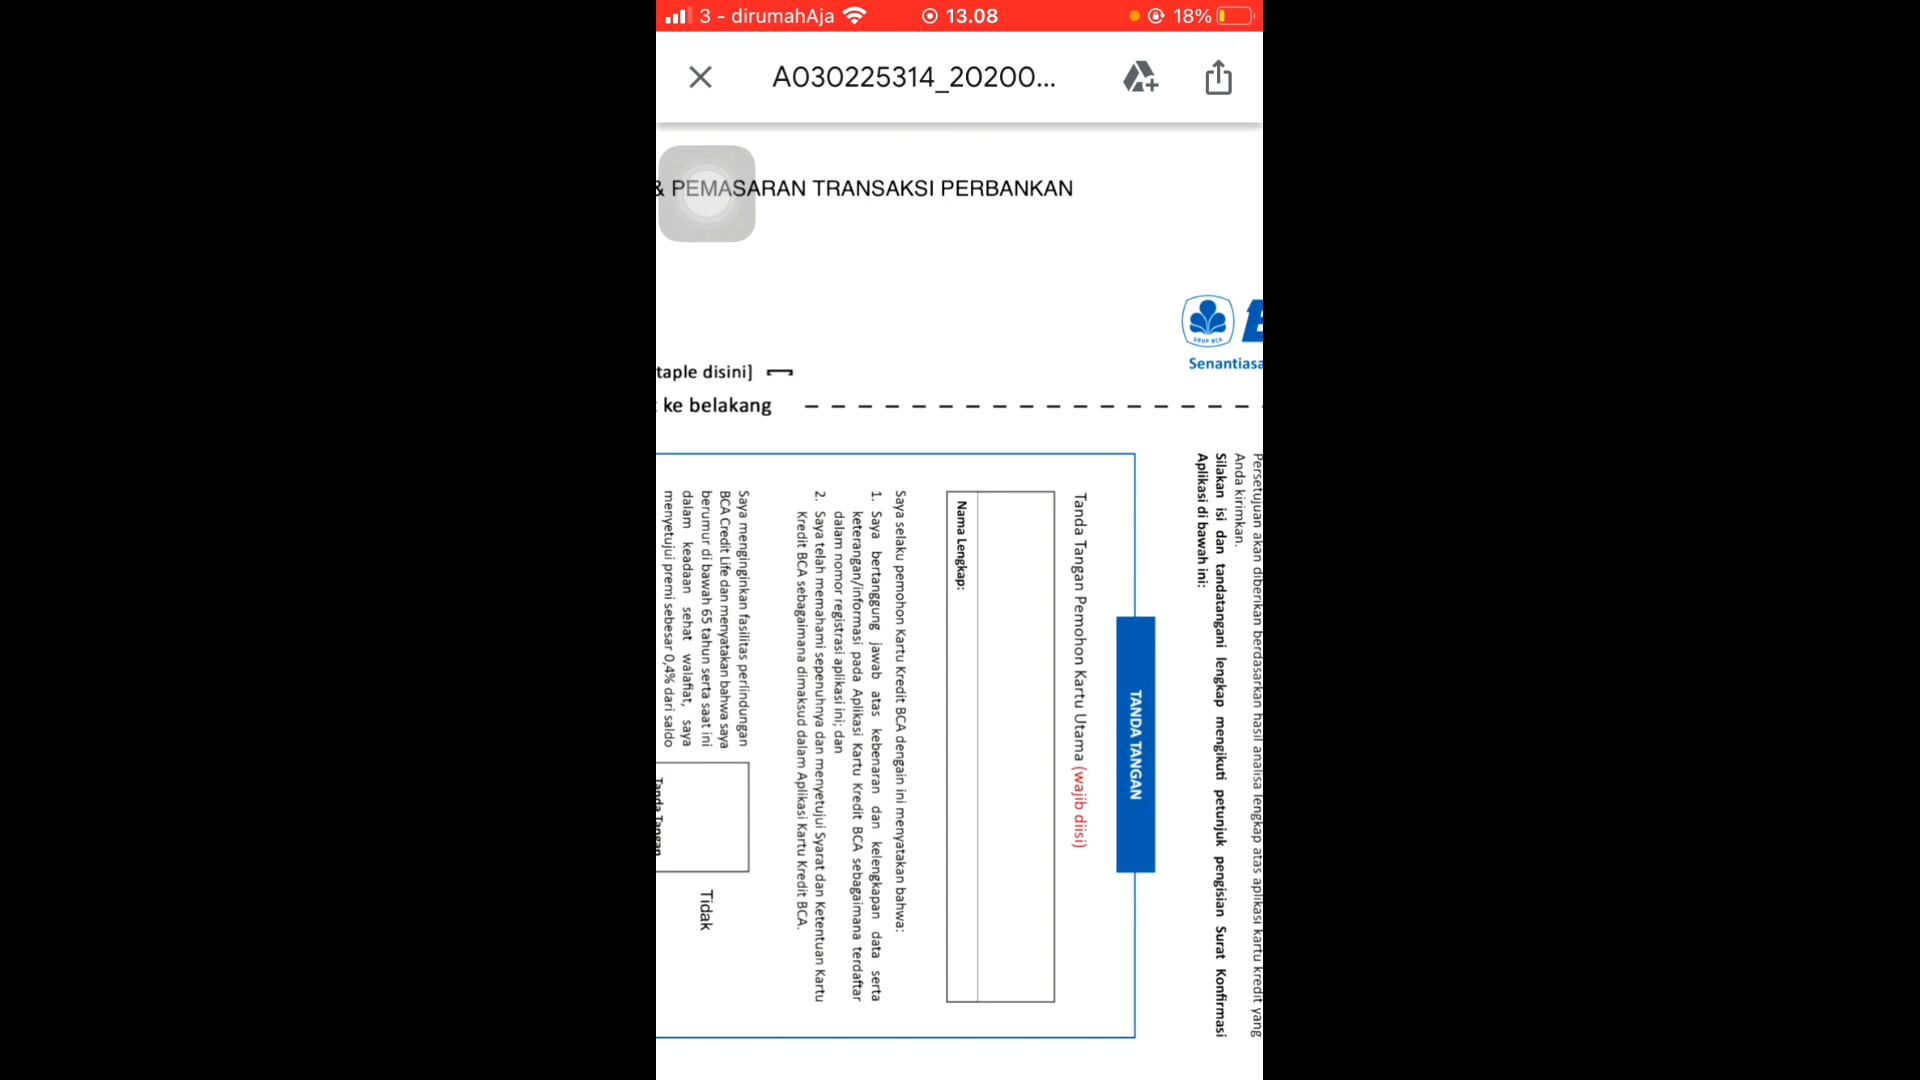 3 - dirumahAja
13.08
18%
A030225314_20200...
& PEMASARAN TRANSAKSI PERBANKAN
GRUP BCA
Senantiasa
taple disini]
ke belakang
Persetujuan akan diberikan berdasarkan hasil analisa lengkap atas aplikasi kartu kredit yang
Anda kirimkan.
Silakan isi dan tandatangani lengkap mengikuti petunjuk pengisian Surat Konfirmasi
Aplikasi di bawah ini:
TANDA TANGAN
Tanda Tangan Pemohon Kartu Utama (wajib diisi)
Nama Lengkap:
Saya selaku pemohon Kartu Kredit BCA dengain ini menyatakan bahwa:
1. Saya bertanggung jawab atas kebenaran dan kelengkapan data serta
keterangan/informasi pada Aplikasi Kartu Kredit BCA sebagaimana terdaftar
dalam nomor registrasi aplikasi ini; dan
2. Saya telah memahami sepenuhnya dan menyetujui Syarat dan Ketentuan Kartu
Kredit BCA sebagaimana dimaksud dalam Aplikasi Kartu Kredit BCA.
Saya menginginkan fasilitas perlindungan
BCA Credit Life dan menyatakan bahwa saya
berumur di bawah 65 tahun serta saat ini
dalam keadaan sehat walafiat, saya
menyetujui premi sebesar 0,4% dari saldo
Tanda Tangan
Tidak